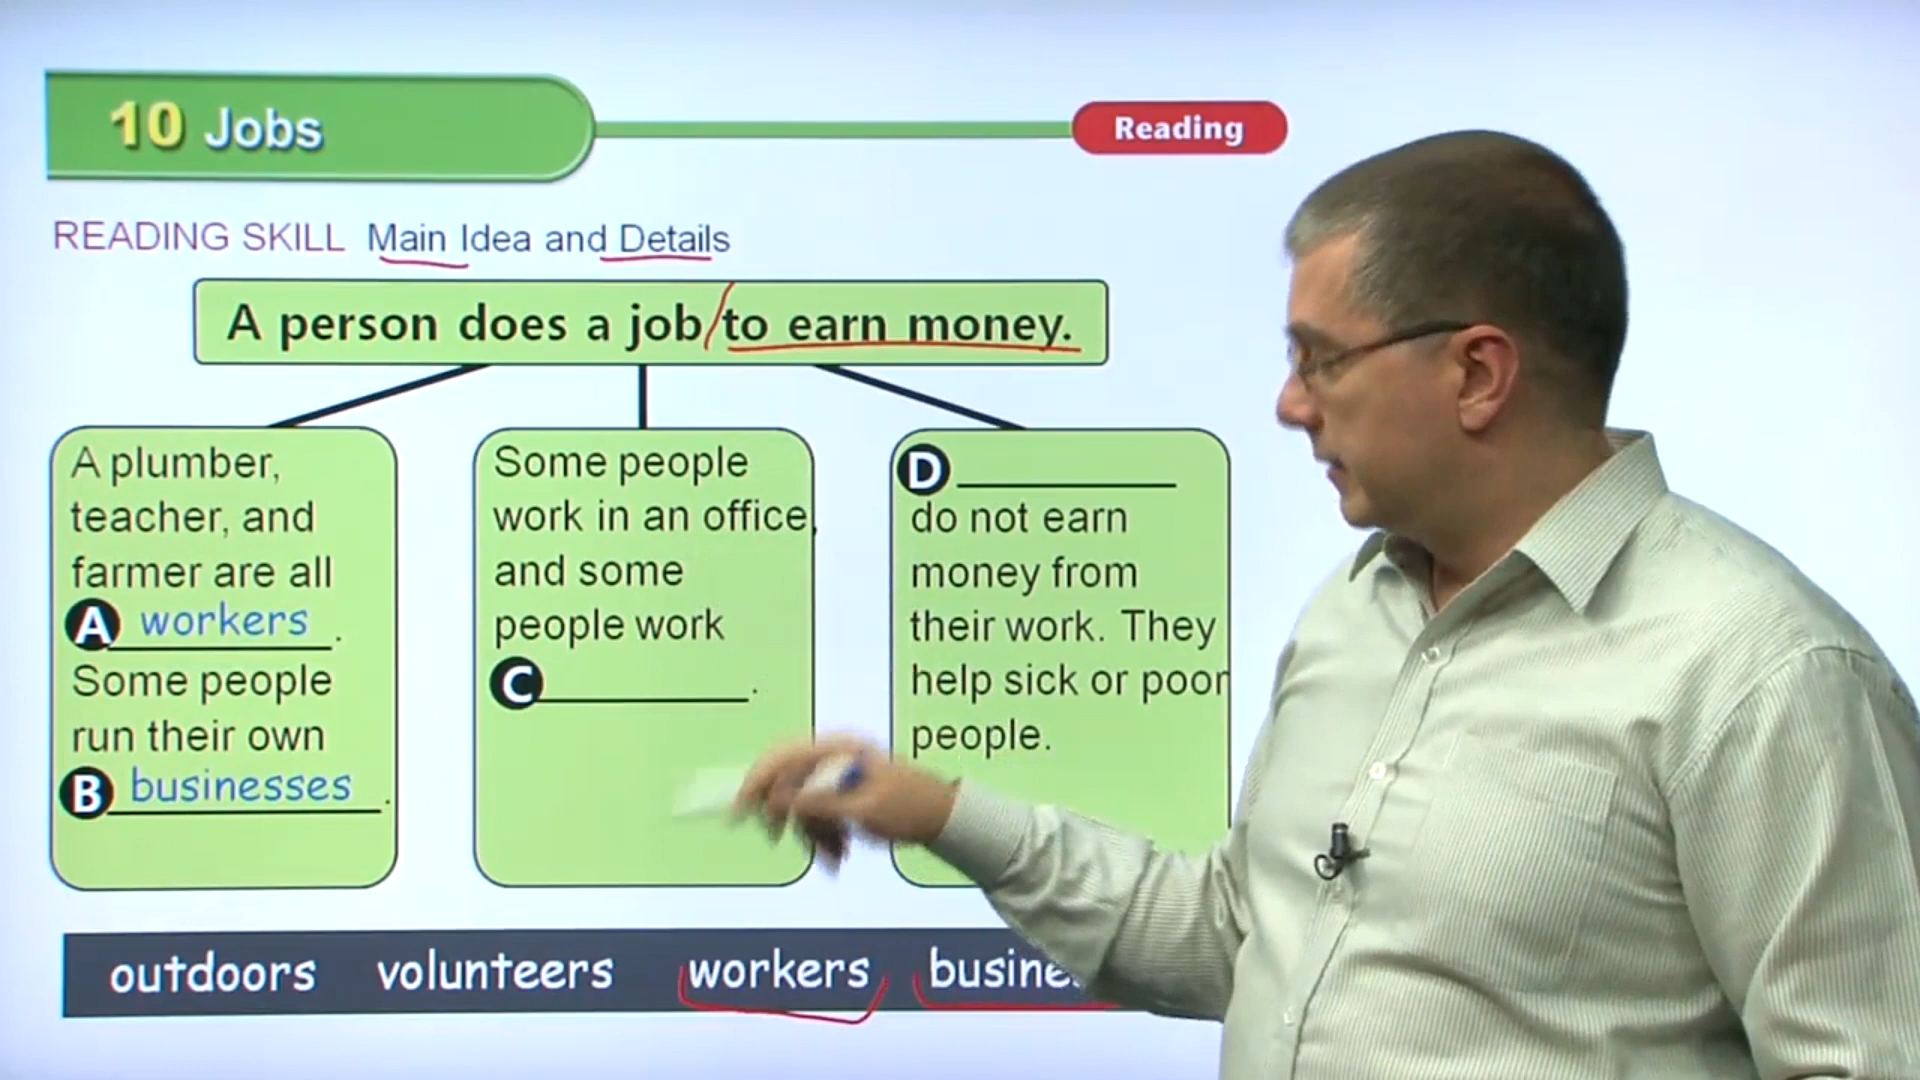 10 Jobs
Reading
READING SKILL Main Idea and Details
A person does a job to earn money.
A plumber,
teacher, and
farmer are all
A workers.
Some people
run their own
B businesses.
Some people
work in an office,
and some
people work
C.
D
do not earn
money from
their work. They
help sick or poor
people.
outdoors volunteers workers